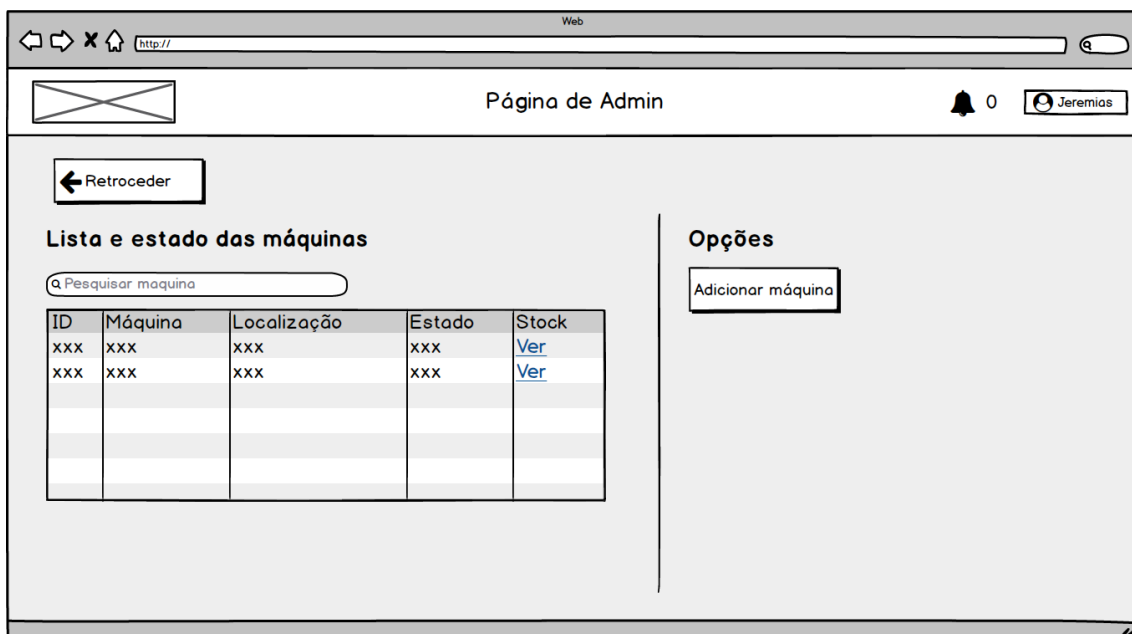 Web
http://
Página de Admin
0
Jeremias
Retroceder
Lista e estado das máquinas
Opções
Pesquisar maquina
Adicionar máquina
ID Máquina Localização Estado Stock
xxx xxx xxx xxx Ver
xxx xxx xxx xxx Ver